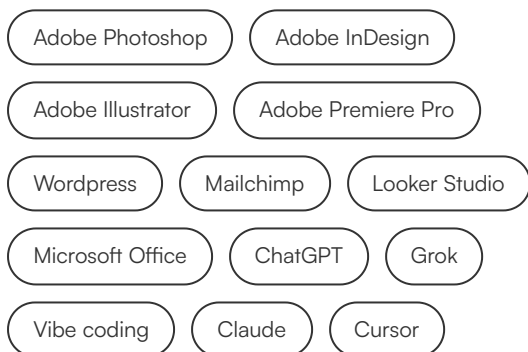 Adobe Photoshop Adobe InDesign
Adobe Illustrator Adobe Premiere Pro
Wordpress Mailchimp Looker Studio
Microsoft Office ChatGPT Grok
Vibe coding Claude Cursor